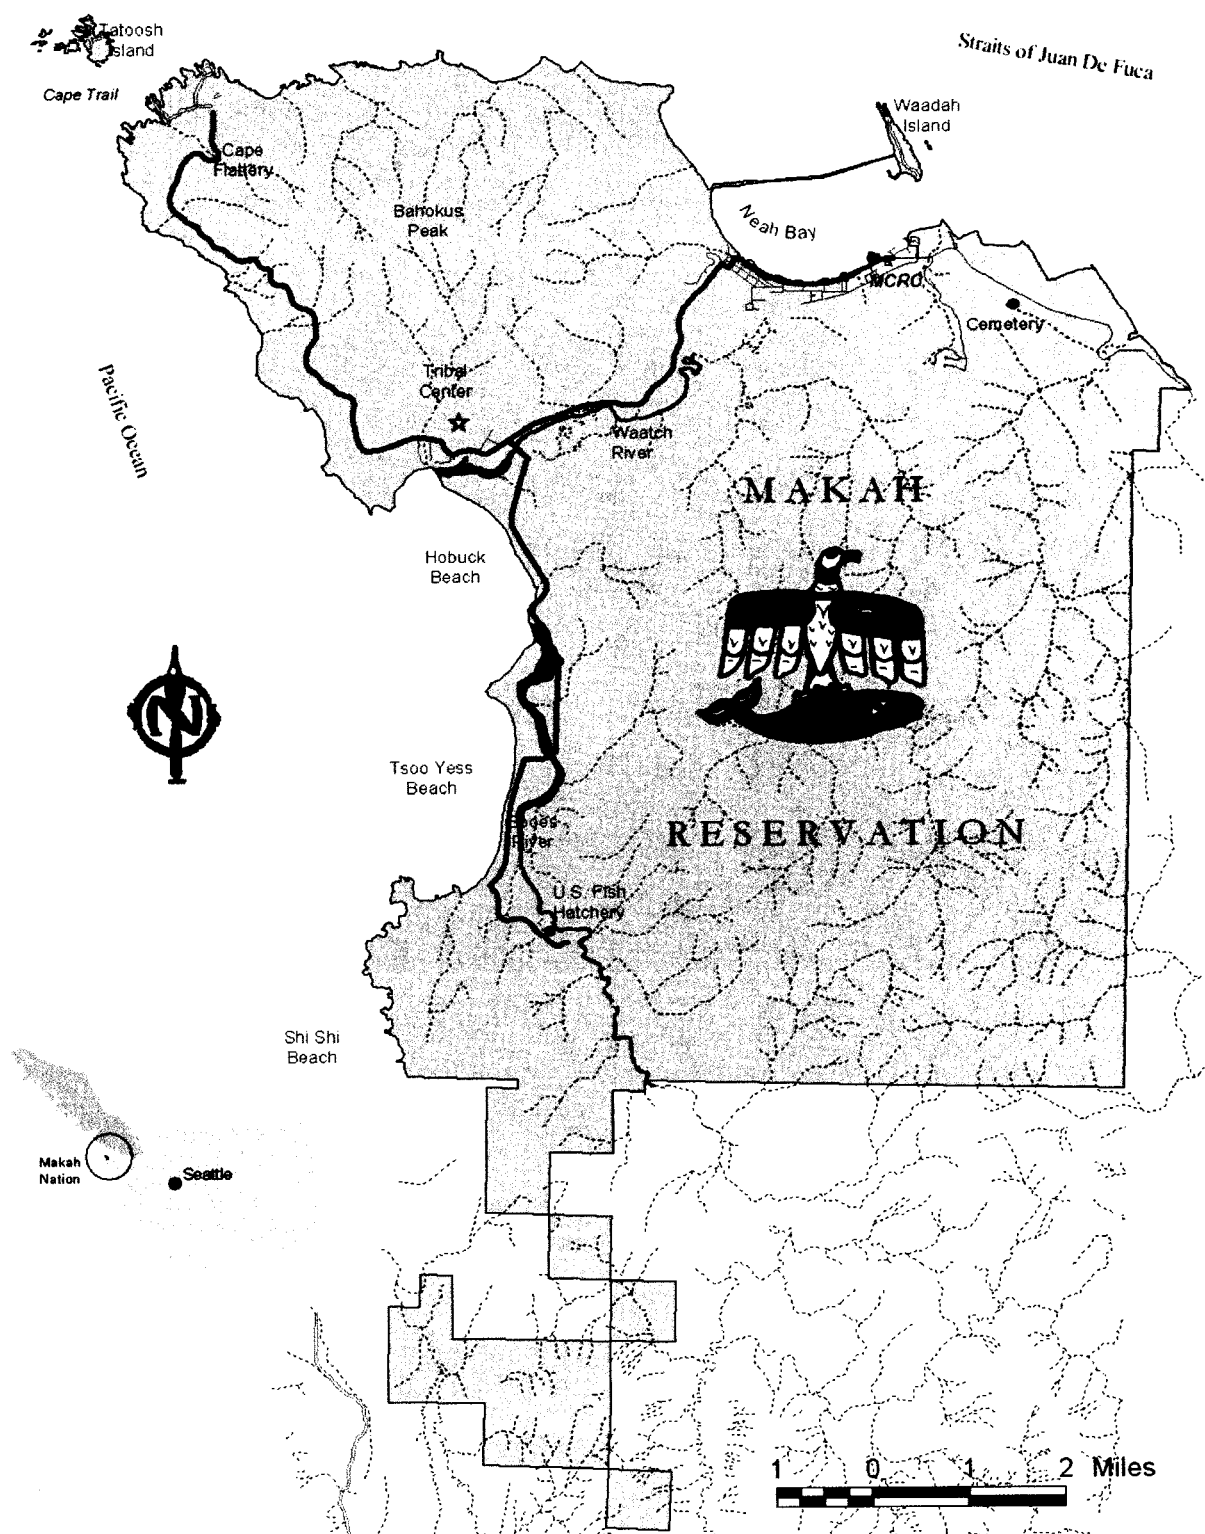 Tatoosh
Island
Straits of Juan De Fuca
Cape Trail
Waadah
Island
Cape
Flattery
Bahokus
Peak
Neah Bay
MCRC
Cemetery
Pacific Ocean
Tribal
Center
Waatch
River
MAKAH
Hobuck
Beach
N
Tsoo Yess
Beach
River
RESERVATION
U.S. Fish
Hatchery
Shi Shi
Beach
Makah
Nation
Seattle
1 0 1 2 Miles